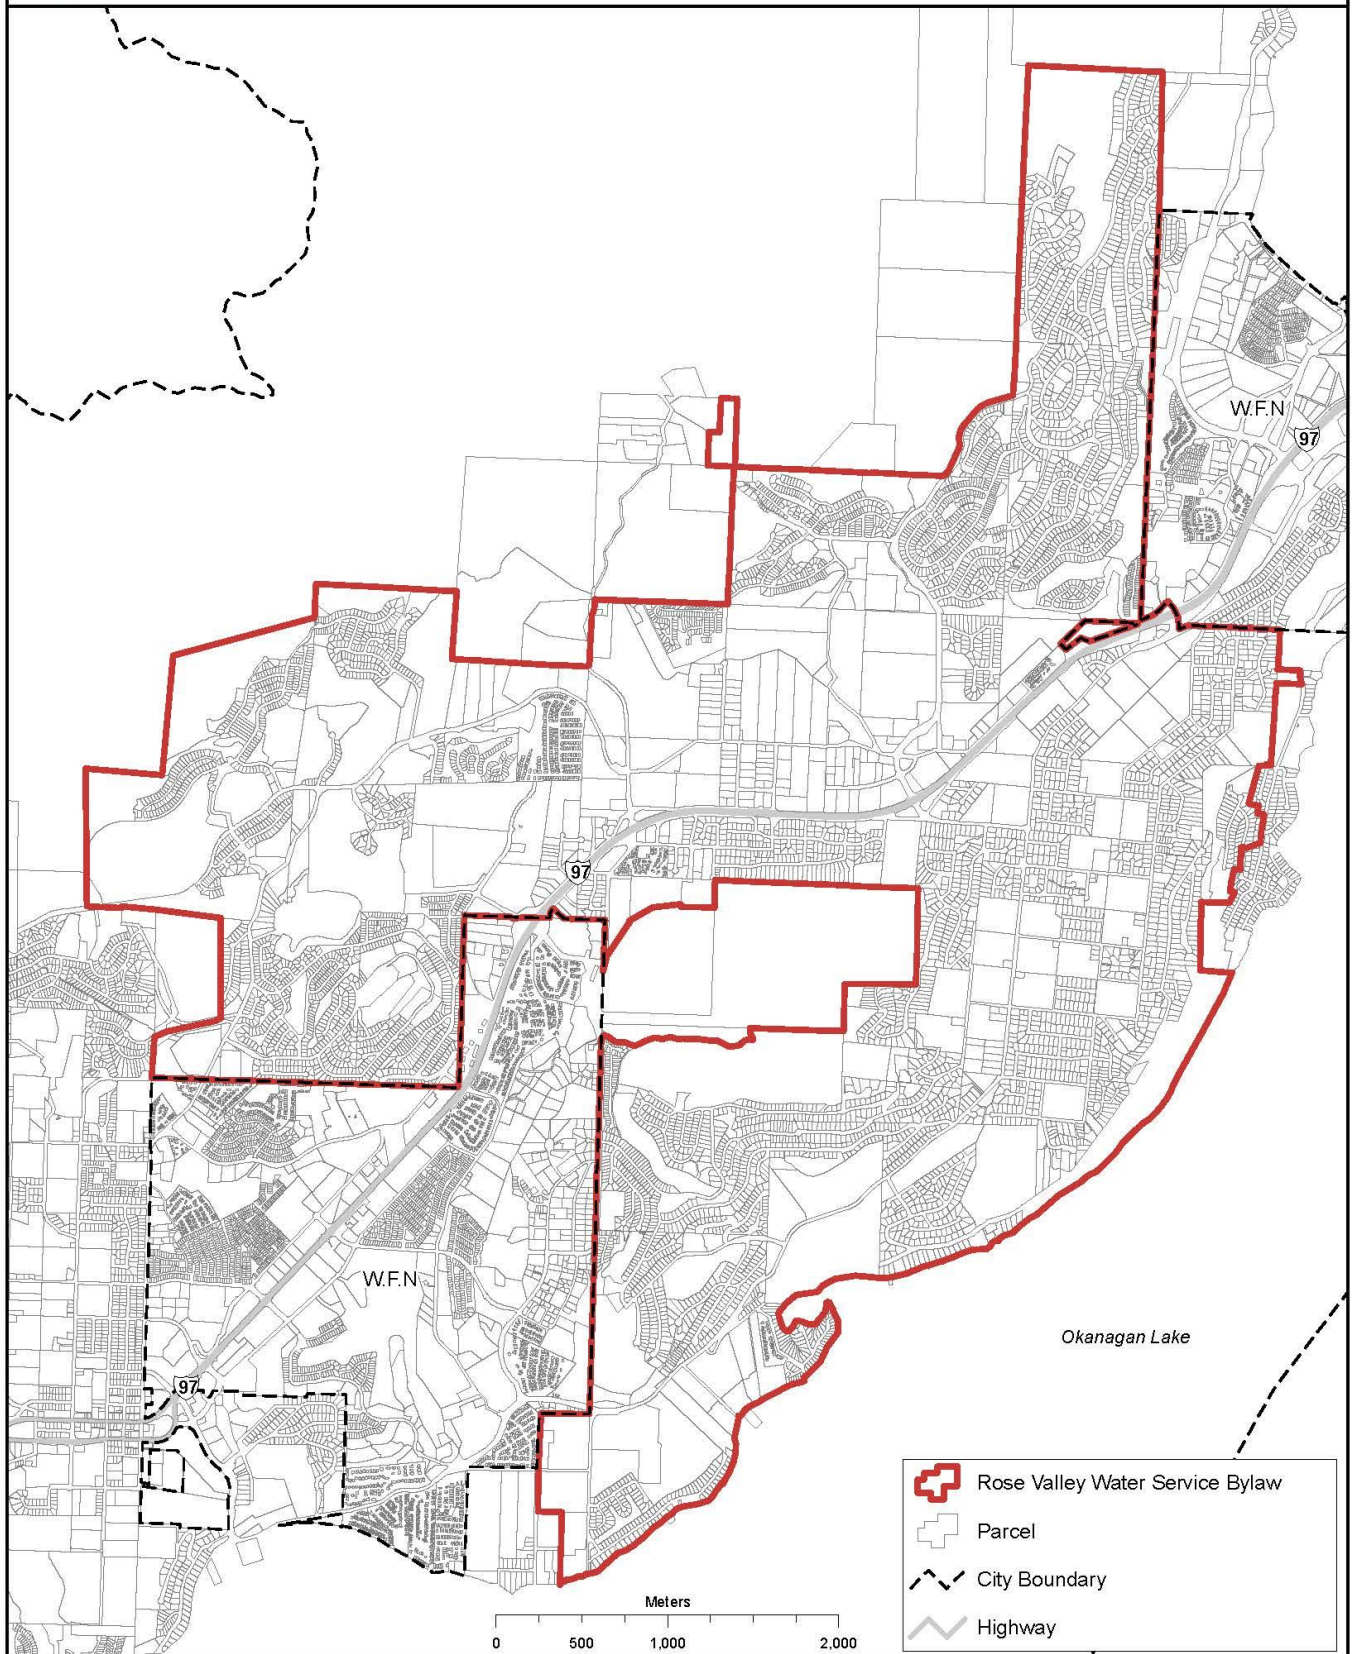 W.F.N
97
97
W.F.N
Okanagan Lake
97
Rose Valley Water Service Bylaw
Parcel
City Boundary
Highway
Meters
0 500 1,000 2,000